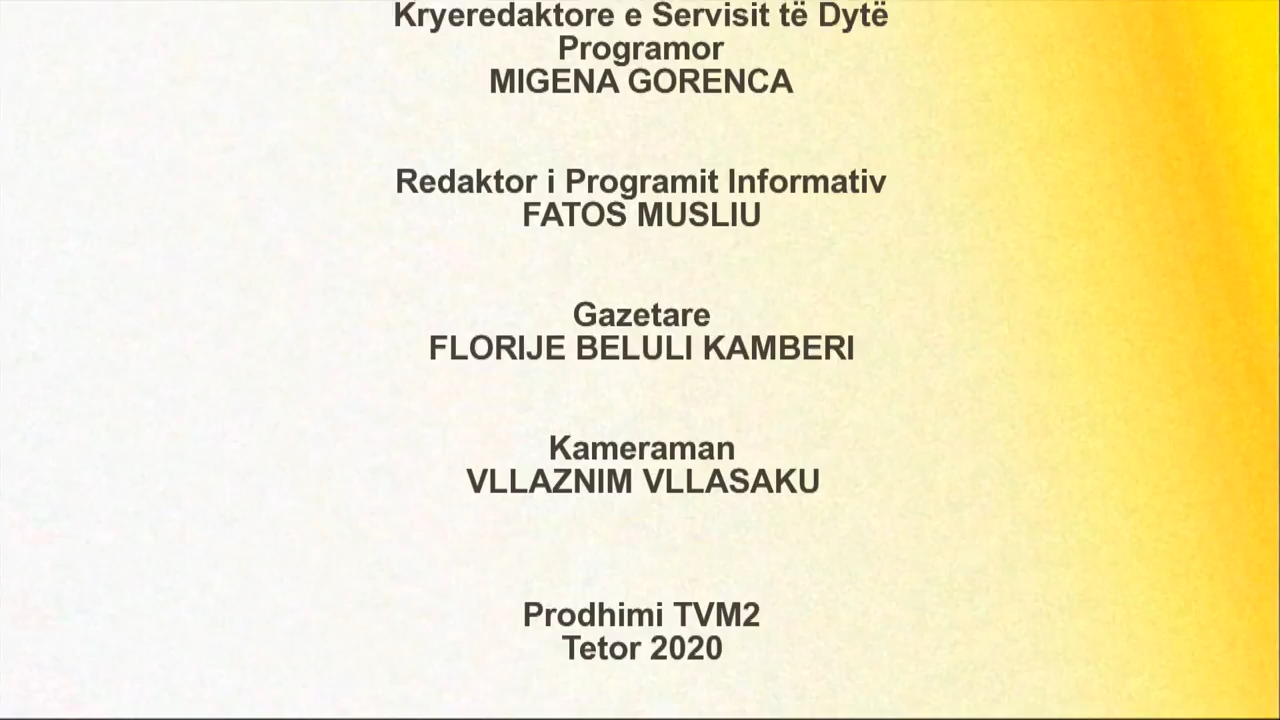 Kryeredaktore e Servisit të Dytë
Programor
MIGENA GORENCA
Redaktor i Programit Informativ
FATOS MUSLIU
Gazetare
FLORIJE BELULI KAMBERI
Kameraman
VLLAZNIM VLLASAKU
Prodhimi TVM2
Tetor 2020